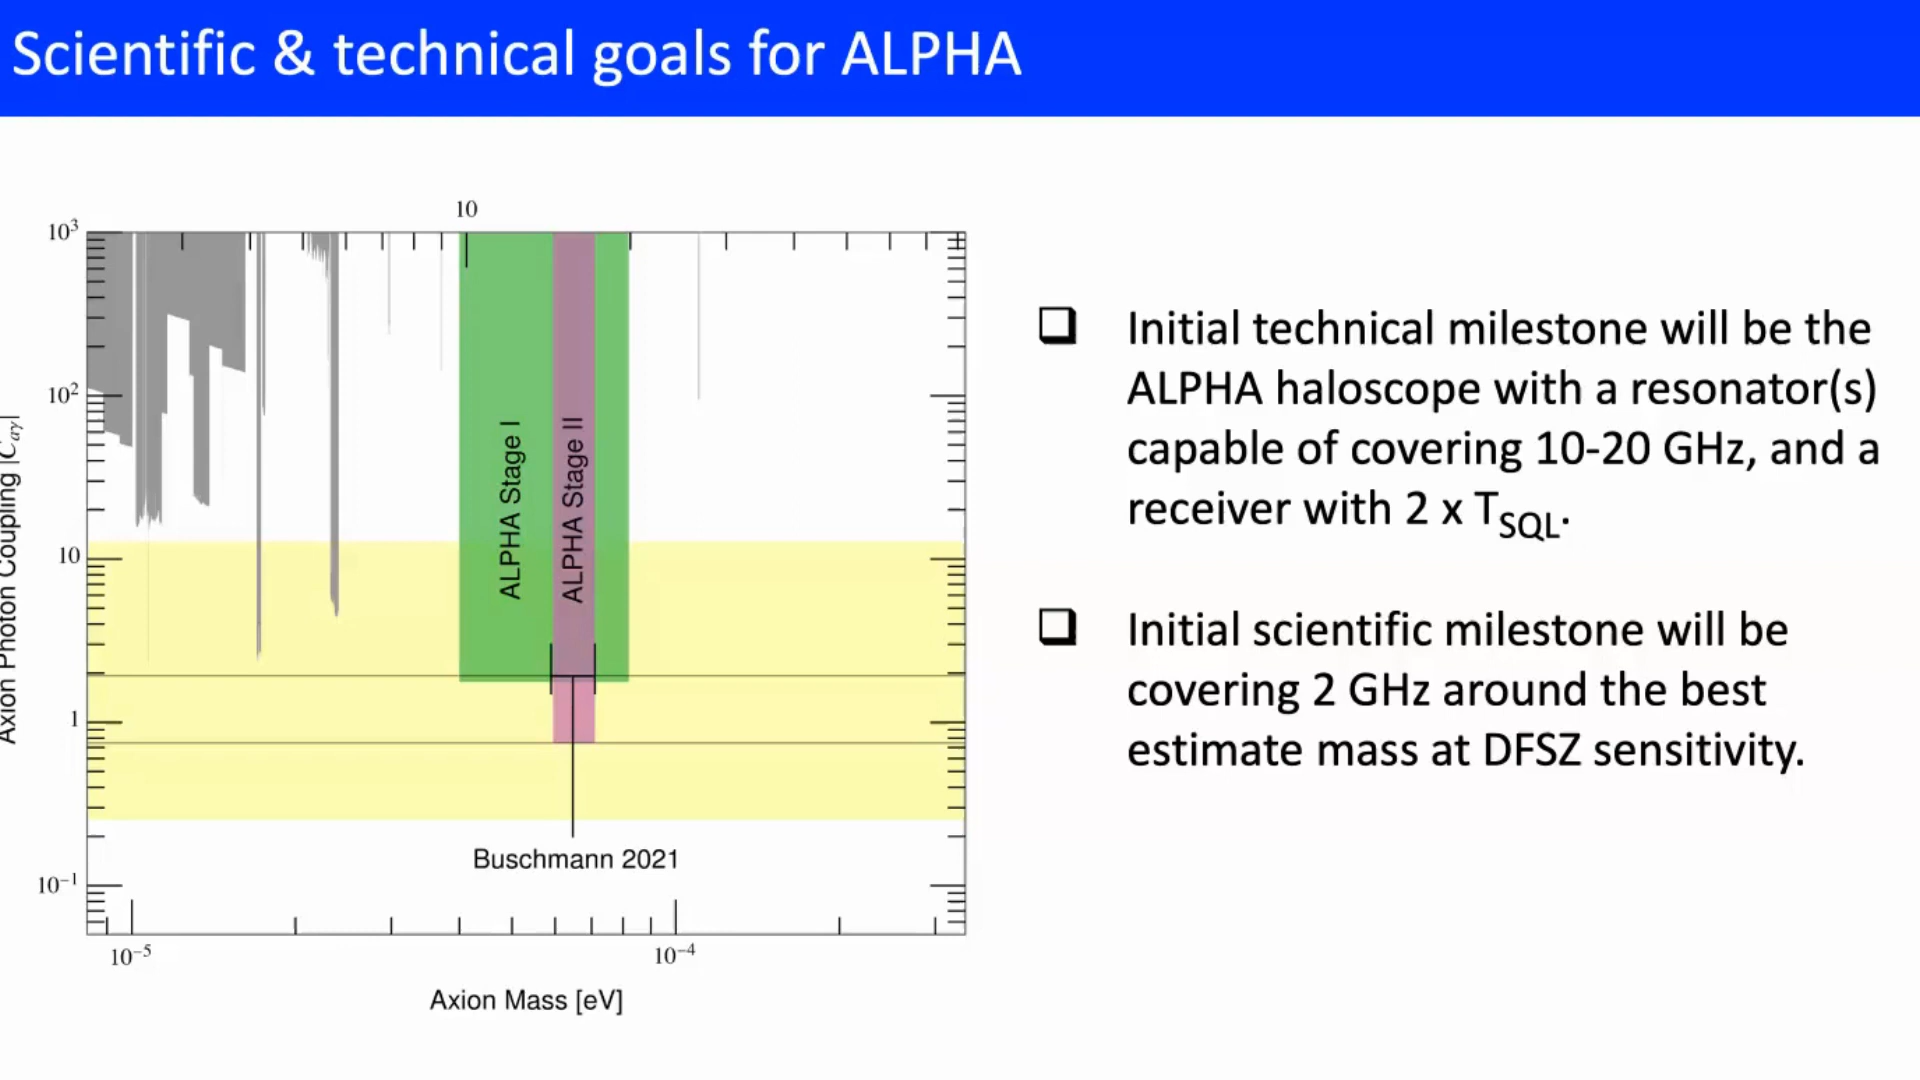 Scientific & technical goals for ALPHA
10
10³
10²
10
1
10⁻¹
Axion Photon Coupling |Cₐᵧ|
ALPHA Stage I
ALPHA Stage II
Buschmann 2021
10⁻⁵
10⁻⁴
Axion Mass [eV]
❑ Initial technical milestone will be the
ALPHA haloscope with a resonator(s)
capable of covering 10-20 GHz, and a
receiver with 2 x T_SQL.
❑ Initial scientific milestone will be
covering 2 GHz around the best
estimate mass at DFSZ sensitivity.